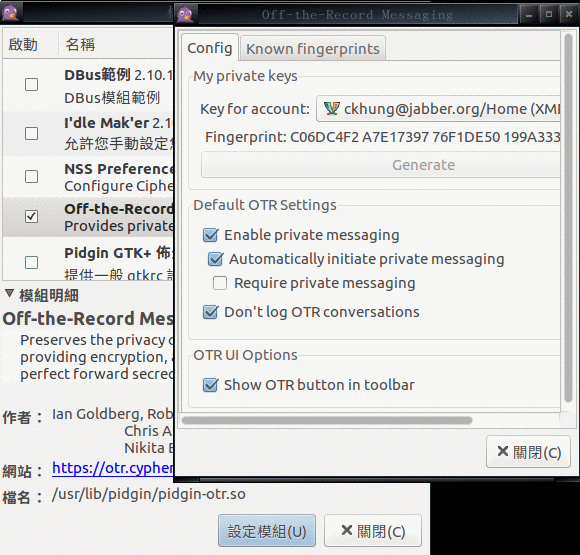 Off-the-Record Messaging
啟動 名稱
DBus範例 2.10.1
DBus模組範例
I'dle Mak'er 2.10
允許您手動設定
NSS Preference
Configure Ciphe
Off-the-Record
Provides private
Pidgin GTK+ 佈
提供一般 gtkrc
模組明細
Off-the-Record Mes
Preserves the privacy
providing encryption,
perfect forward secrec
作者： Ian Goldberg, Rob
Chris A
Nikita
網站： https://otr.cypher
檔名： /usr/lib/pidgin/pidgin-otr.so
設定模組(U) 關閉(C)
Config Known fingerprints
My private keys
Key for account: ckhung@jabber.org/Home (XM
Fingerprint: C06DC4F2 A7E17397 76F1DE50 199A333
Generate
Default OTR Settings
Enable private messaging
Automatically initiate private messaging
Require private messaging
Don't log OTR conversations
OTR UI Options
Show OTR button in toolbar
關閉(C)